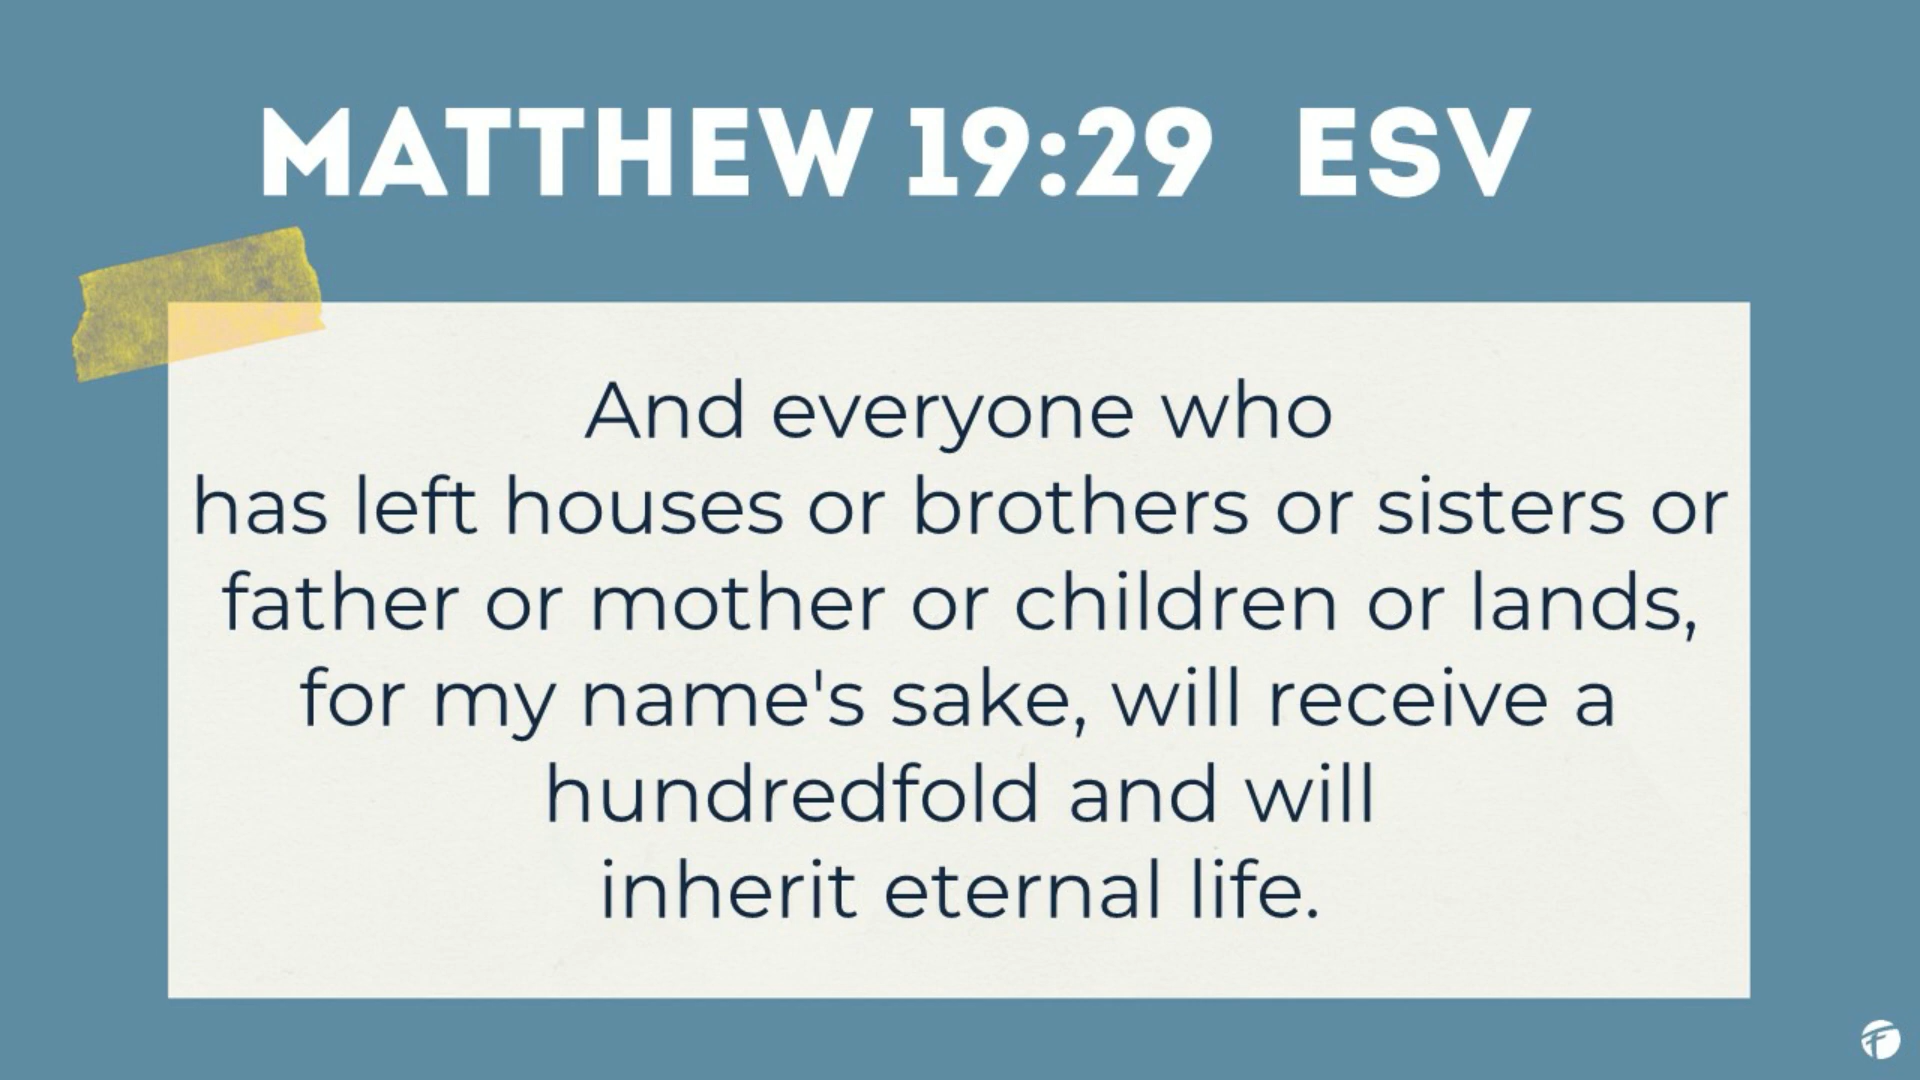 MATTHEW 19:29 ESV
And everyone who
has left houses or brothers or sisters or
father or mother or children or lands,
for my name's sake, will receive a
hundredfold and will
inherit eternal life.